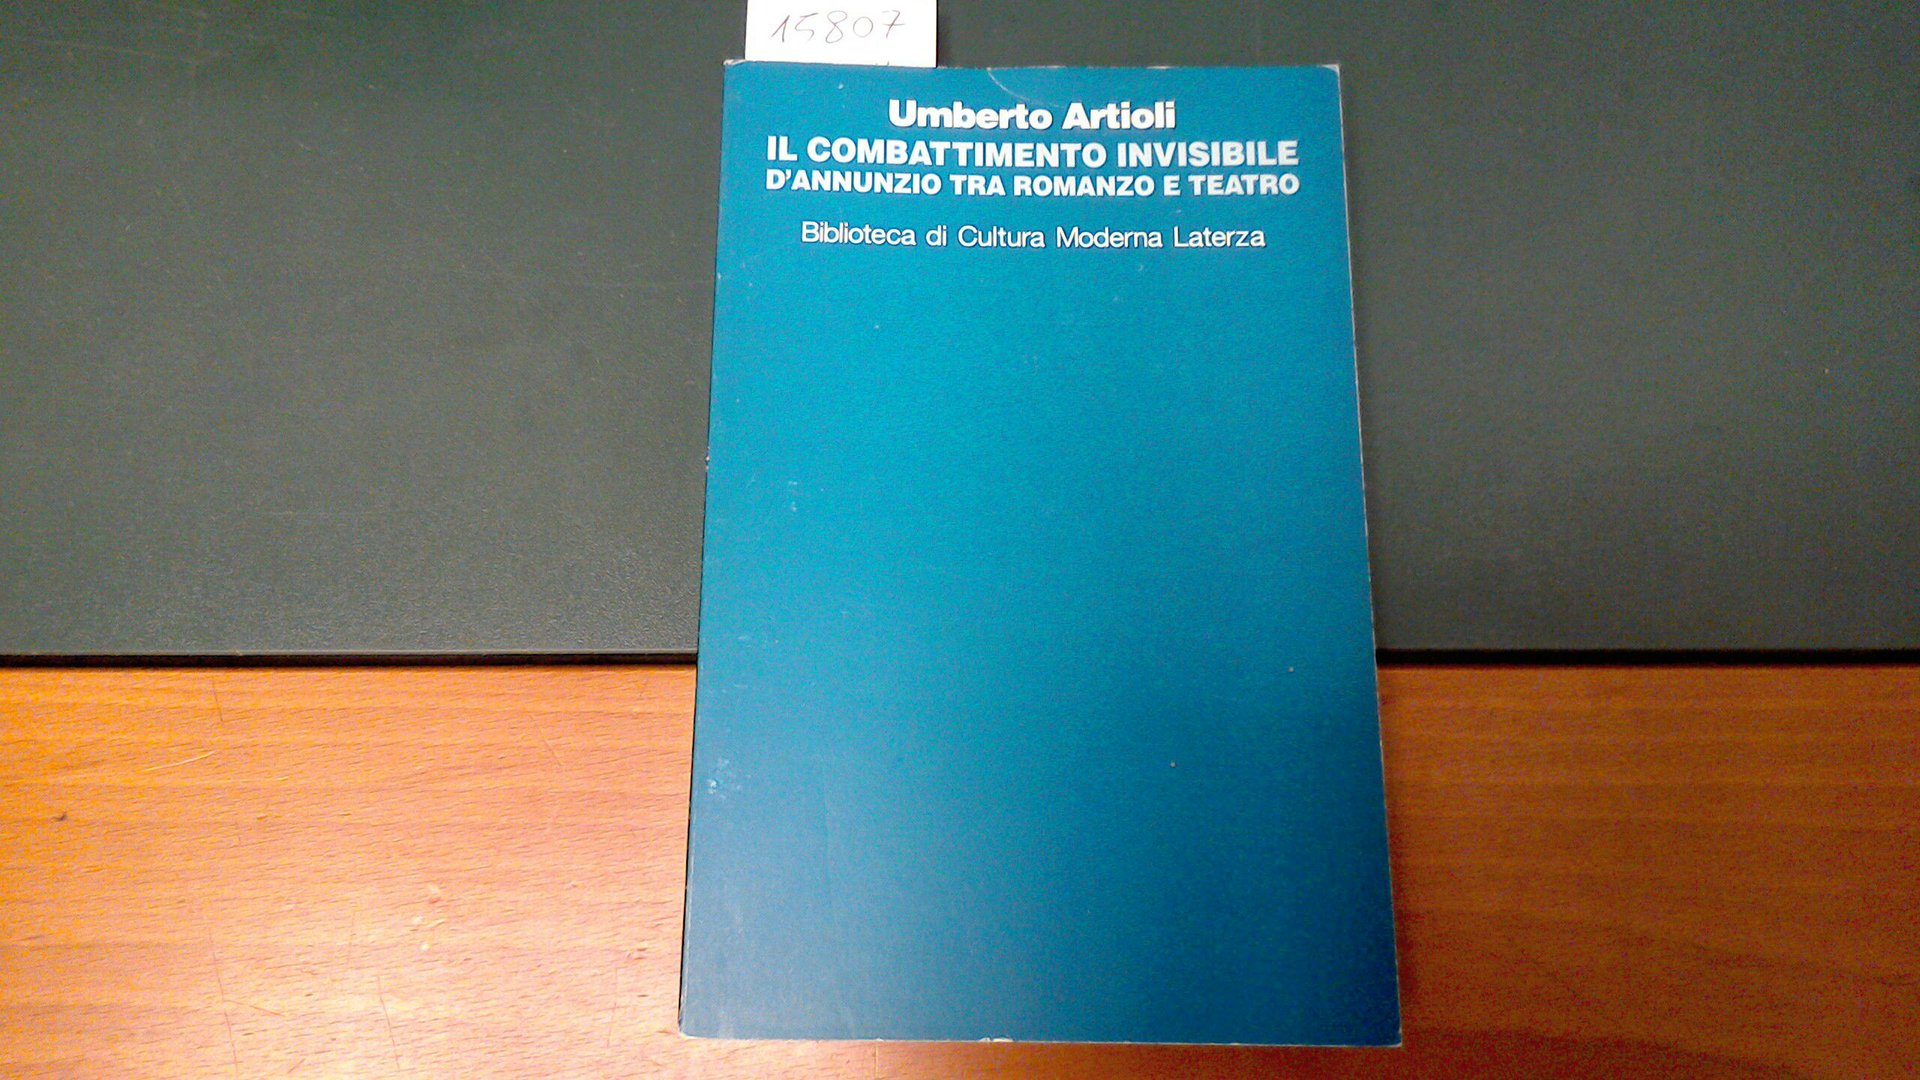 15807
Umberto Artioli
IL COMBATTIMENTO INVISIBILE
D'ANNUNZIO TRA ROMANZO E TEATRO
Biblioteca di Cultura Moderna Laterza